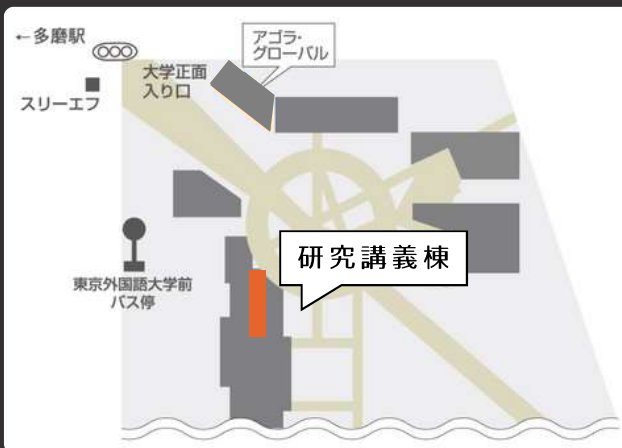 ←多磨駅
アゴラ・
グローバル
大学正面
入り口
スリーエフ
研究講義棟
東京外国語大学前
バス停